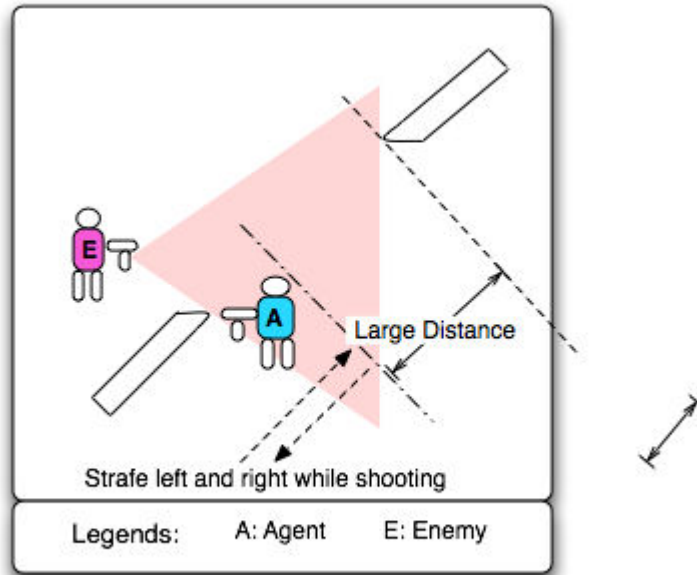 E
A
Large Distance
Strafe left and right while shooting
Legends: A: Agent E: Enemy